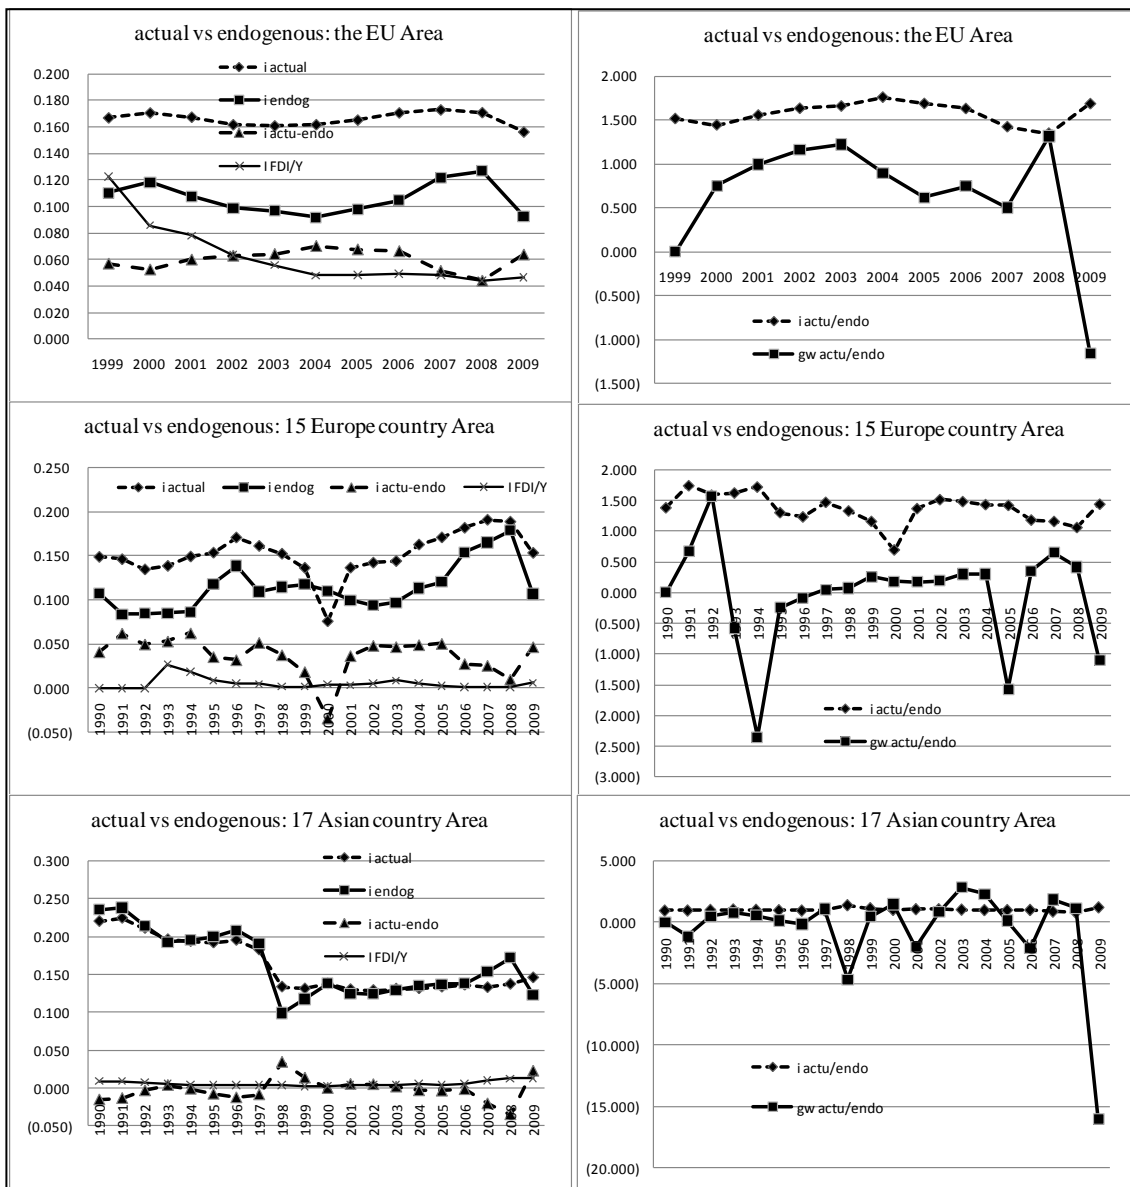 actual vs endogenous: the EU Area
i actual
i endog
i actu-endo
I FDI/Y
0.200
0.180
0.160
0.140
0.120
0.100
0.080
0.060
0.040
0.020
0.000
1999 2000 2001 2002 2003 2004 2005 2006 2007 2008 2009
actual vs endogenous: the EU Area
2.000
1.500
1.000
0.500
0.000
(0.500)
(1.000)
(1.500)
1999 2000 2001 2002 2003 2004 2005 2006 2007 2008 2009
i actu/endo
gw actu/endo
actual vs endogenous: 15 Europe country Area
i actual i endog i actu-endo I FDI/Y
0.250
0.200
0.150
0.100
0.050
0.000
(0.050)
1990 1991 1992 1993 1994 1995 1996 1997 1998 1999 2000 2001 2002 2003 2004 2005 2006 2007 2008 2009
actual vs endogenous: 15 Europe country Area
2.000
1.500
1.000
0.500
0.000
(0.500)
(1.000)
(1.500)
(2.000)
(2.500)
(3.000)
1990 1991 1992 1993 1994 1995 1996 1997 1998 1999 2000 2001 2002 2003 2004 2005 2006 2007 2008 2009
i actu/endo
gw actu/endo
actual vs endogenous: 17 Asian country Area
i actual
i endog
i actu-endo
I FDI/Y
0.300
0.250
0.200
0.150
0.100
0.050
0.000
(0.050)
1990 1991 1992 1993 1994 1995 1996 1997 1998 1999 2000 2001 2002 2003 2004 2005 2006 2007 2008 2009
actual vs endogenous: 17 Asian country Area
5.000
0.000
(5.000)
(10.000)
(15.000)
(20.000)
1990 1991 1992 1993 1994 1995 1996 1997 1998 1999 2000 2001 2002 2003 2004 2005 2006 2007 2008 2009
i actu/endo
gw actu/endo